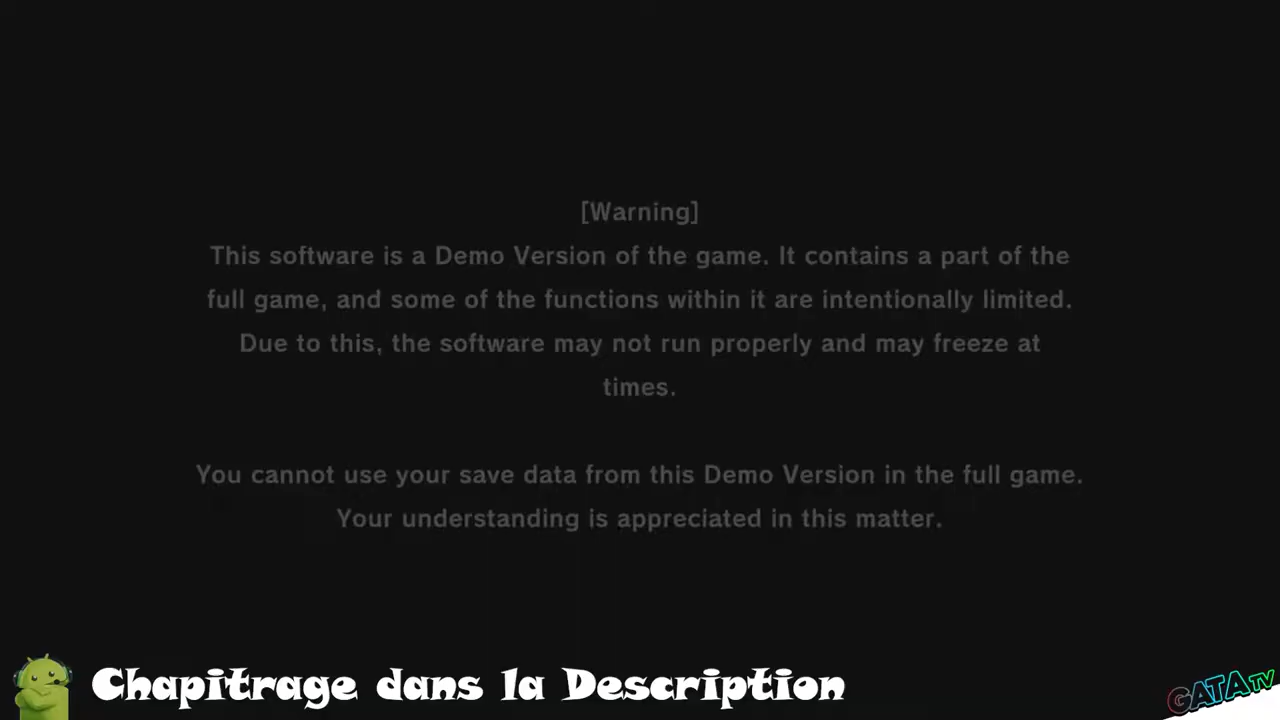 [Warning]
This software is a Demo Version of the game. It contains a part of the
full game, and some of the functions within it are intentionally limited.
Due to this, the software may not run properly and may freeze at
times.
You cannot use your save data from this Demo Version in the full game.
Your understanding is appreciated in this matter.
Chapitrage dans la Description
GATA TV